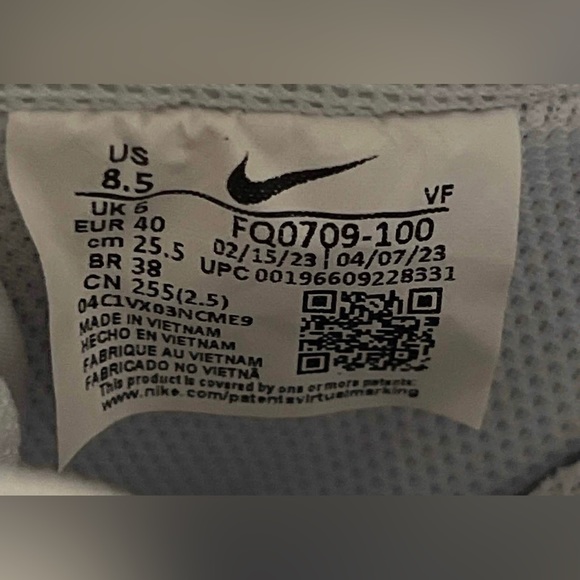 US
8.5
VF
UK 6
EUR 40
cm 25.5
BR 38
CN 255(2.5)
FQ0709-100
02/15/23 | 04/07/23
UPC 00196609228331
04C1VX03NCME9
MADE IN VIETNAM
HECHO EN VIETNAM
FABRIQUE AU VIETNAM
FABRICADO NO VIETNÃ
This product is covered by one or more patents:
www.nike.com/patentsvirtualmarking